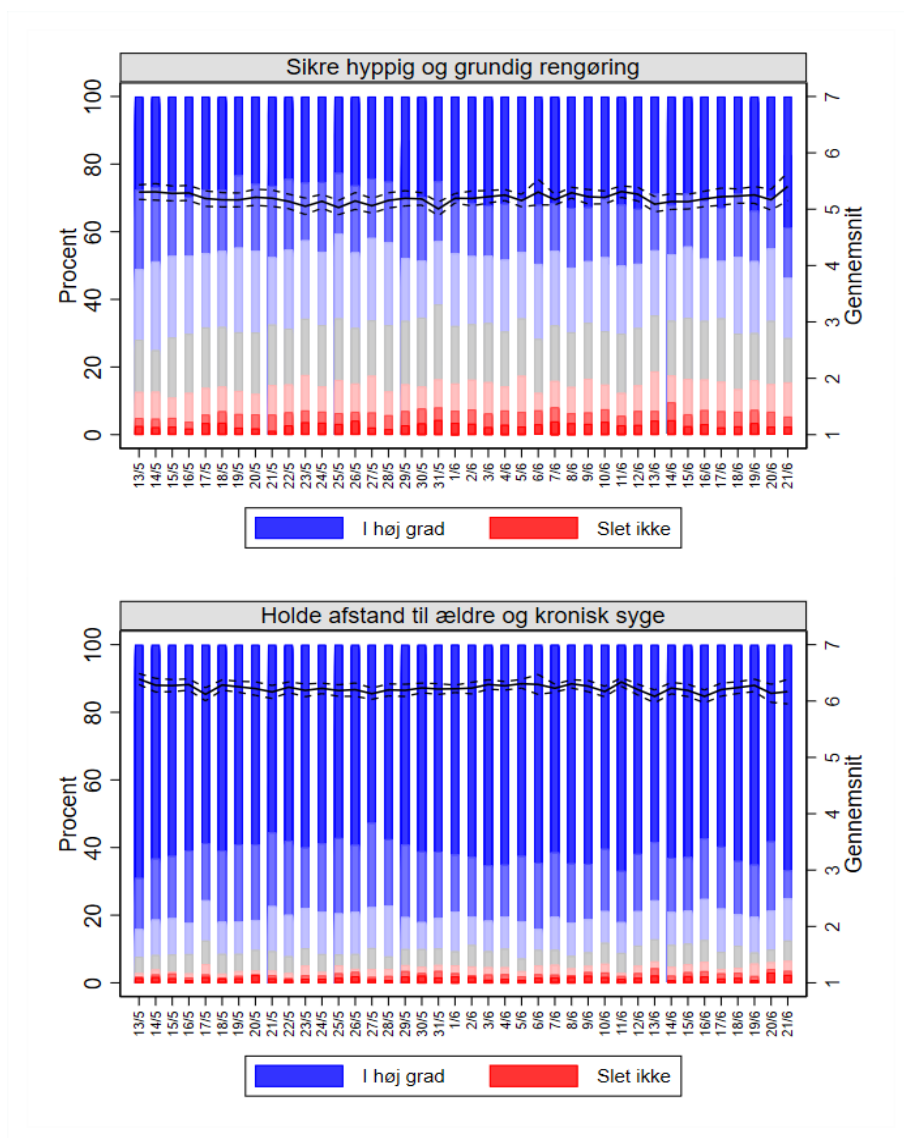 Sikre hyppig og grundig rengøring
100
80
60
40
20
0
Procent
7
6
5
4
3
2
1
Gennemsnit
13/5 14/5 15/5 16/5 17/5 18/5 19/5 20/5 21/5 22/5 23/5 24/5 25/5 26/5 27/5 28/5 29/5 30/5 31/5 1/6 2/6 3/6 4/6 5/6 6/6 7/6 8/6 9/6 10/6 11/6 12/6 13/6 14/6 15/6 16/6 17/6 18/6 19/6 20/6 21/6
I høj grad Slet ikke
Holde afstand til ældre og kronisk syge
100
80
60
40
20
0
Procent
7
6
5
4
3
2
1
Gennemsnit
13/5 14/5 15/5 16/5 17/5 18/5 19/5 20/5 21/5 22/5 23/5 24/5 25/5 26/5 27/5 28/5 29/5 30/5 31/5 1/6 2/6 3/6 4/6 5/6 6/6 7/6 8/6 9/6 10/6 11/6 12/6 13/6 14/6 15/6 16/6 17/6 18/6 19/6 20/6 21/6
I høj grad Slet ikke